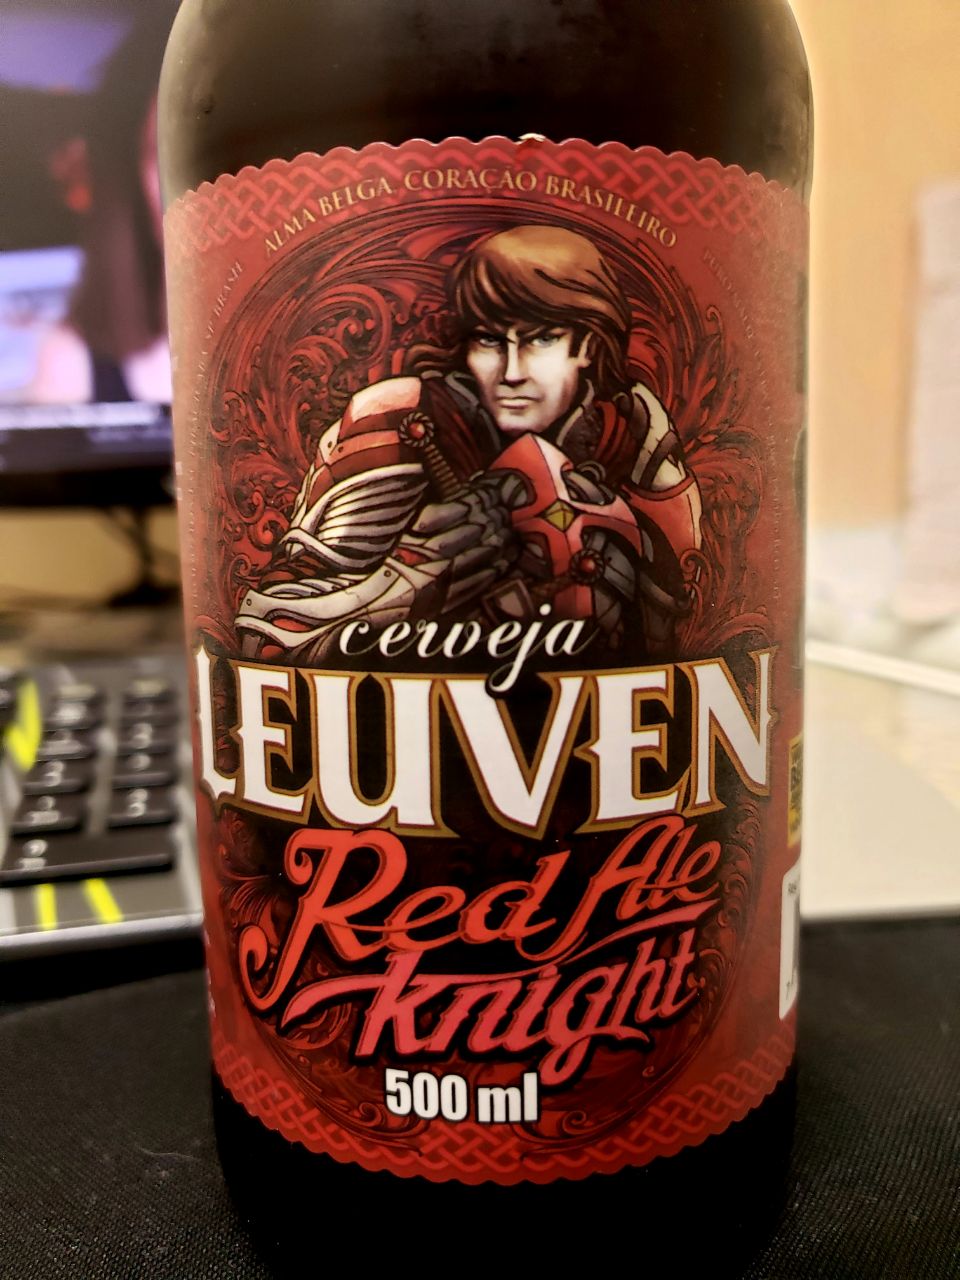 ALMA BELGA, CORAÇÃO BRASILEIRO
cerveja
LEUVEN
Red Ale
Knight
500 ml